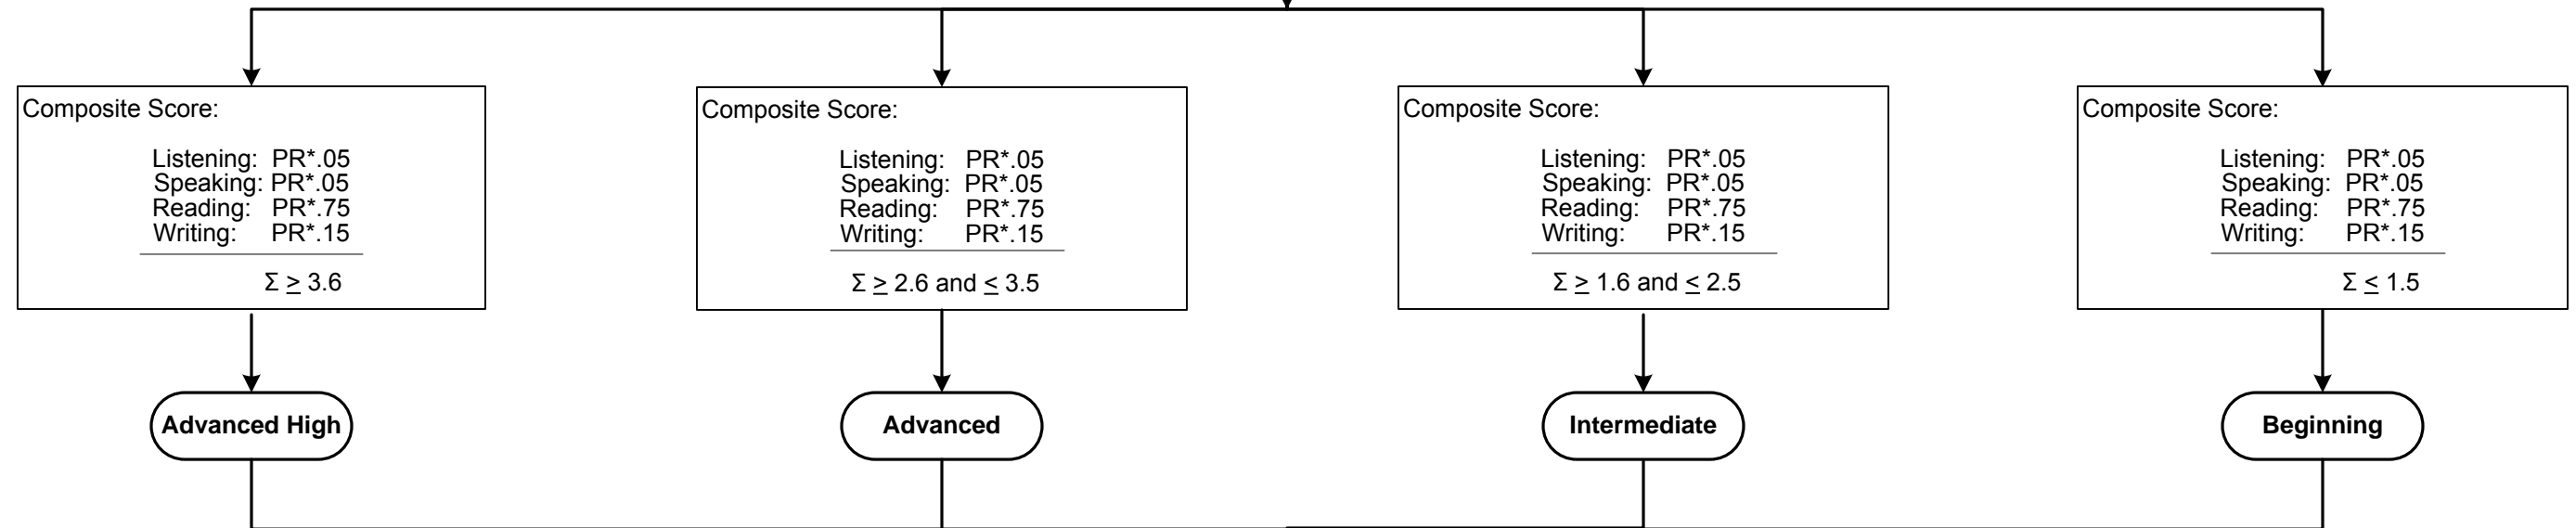 Composite Score:
Listening: PR*.05
Speaking: PR*.05
Reading: PR*.75
Writing: PR*.15
Σ ≥ 3.6
Advanced High
Composite Score:
Listening: PR*.05
Speaking: PR*.05
Reading: PR*.75
Writing: PR*.15
Σ ≥ 2.6 and ≤ 3.5
Advanced
Composite Score:
Listening: PR*.05
Speaking: PR*.05
Reading: PR*.75
Writing: PR*.15
Σ ≥ 1.6 and ≤ 2.5
Intermediate
Composite Score:
Listening: PR*.05
Speaking: PR*.05
Reading: PR*.75
Writing: PR*.15
Σ ≤ 1.5
Beginning